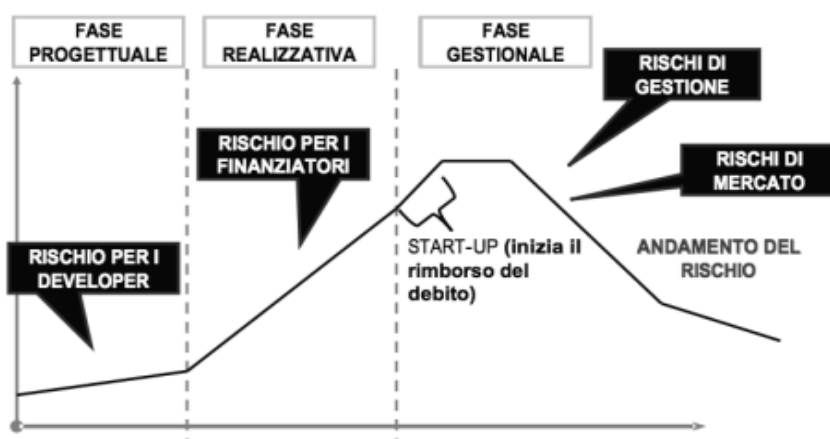 FASE
PROGETTUALE
FASE
REALIZZATIVA
FASE
GESTIONALE
RISCHI DI
GESTIONE
RISCHIO PER I
FINANZIATORI
RISCHI DI
MERCATO
RISCHIO PER I
DEVELOPER
START-UP (inizia il
rimborso del
debito)
ANDAMENTO DEL
RISCHIO